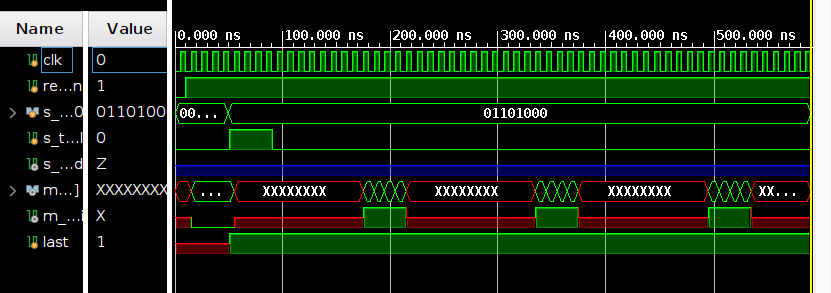 Name Value 0.000 ns 100.000 ns 200.000 ns 300.000 ns 400.000 ns 500.000 ns
clk 0
re...n 1
s_...0 0110100 00... 01101000
s_t...l 0
s_...d Z
m...] XXXXXXXX ... XXXXXXXX XXXXXXXX XXXXXXXX XX...
m_...i X
last 1